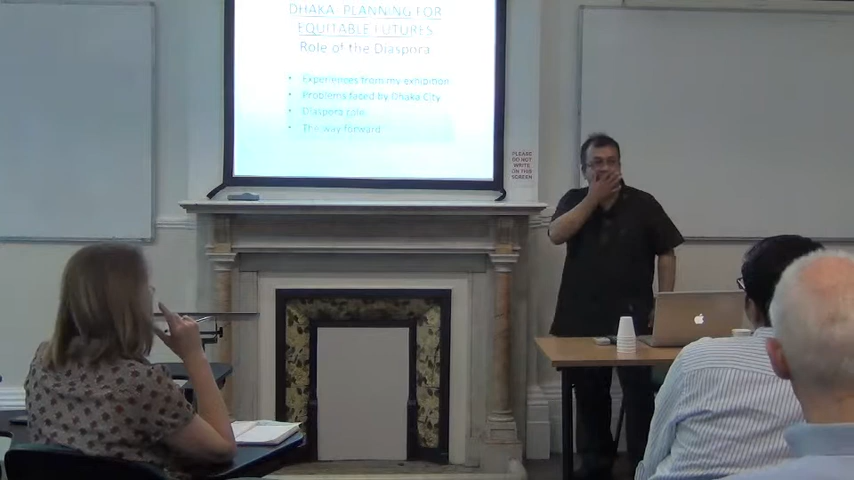 DHAKA PLANNING FOR
EQUITABLE FUTURES
Role of the Diaspora
• Experiences from my exhibition
• Problems faced by Dhaka City
• Diaspora role
• The way forward
PLEASE
DO NOT
WRITE
ON THIS
SCREEN